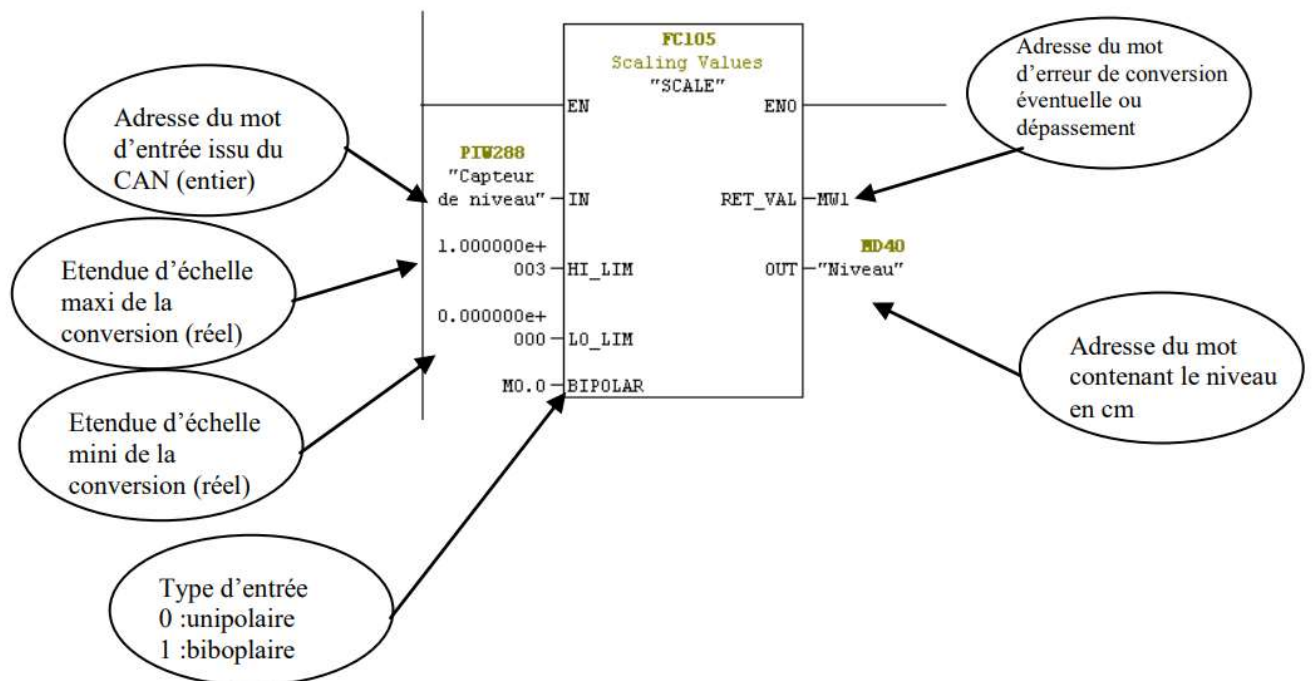 FC105
Scaling Values
"SCALE"
EN
ENO
Adresse du mot
d'erreur de conversion
éventuelle ou
dépassement
Adresse du mot
d'entrée issu du
CAN (entier)
PIW288
"Capteur
de niveau"
IN
RET_VAL
MW1
1.000000e+
003
HI_LIM
MD40
OUT
"Niveau"
Etendue d'échelle
maxi de la
conversion (réel)
0.000000e+
000
LO_LIM
M0.0
BIPOLAR
Adresse du mot
contenant le niveau
en cm
Etendue d'échelle
mini de la
conversion (réel)
Type d'entrée
0 :unipolaire
1 :biboplaire